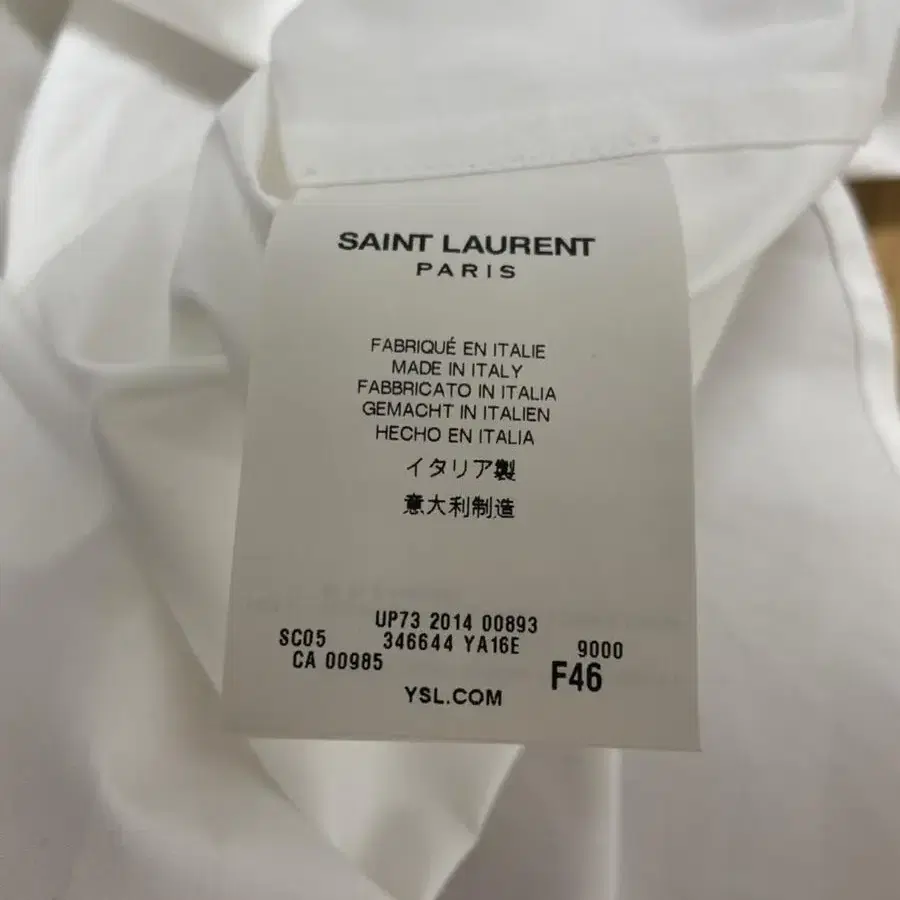 SAINT LAURENT
PARIS
FABRIQUÉ EN ITALIE
MADE IN ITALY
FABBRICATO IN ITALIA
GEMACHT IN ITALIEN
HECHO EN ITALIA
イタリア製
意大利制造
UP73 2014 00893
SC05 346644 YA16E 9000
CA 00985 F46
YSL.COM